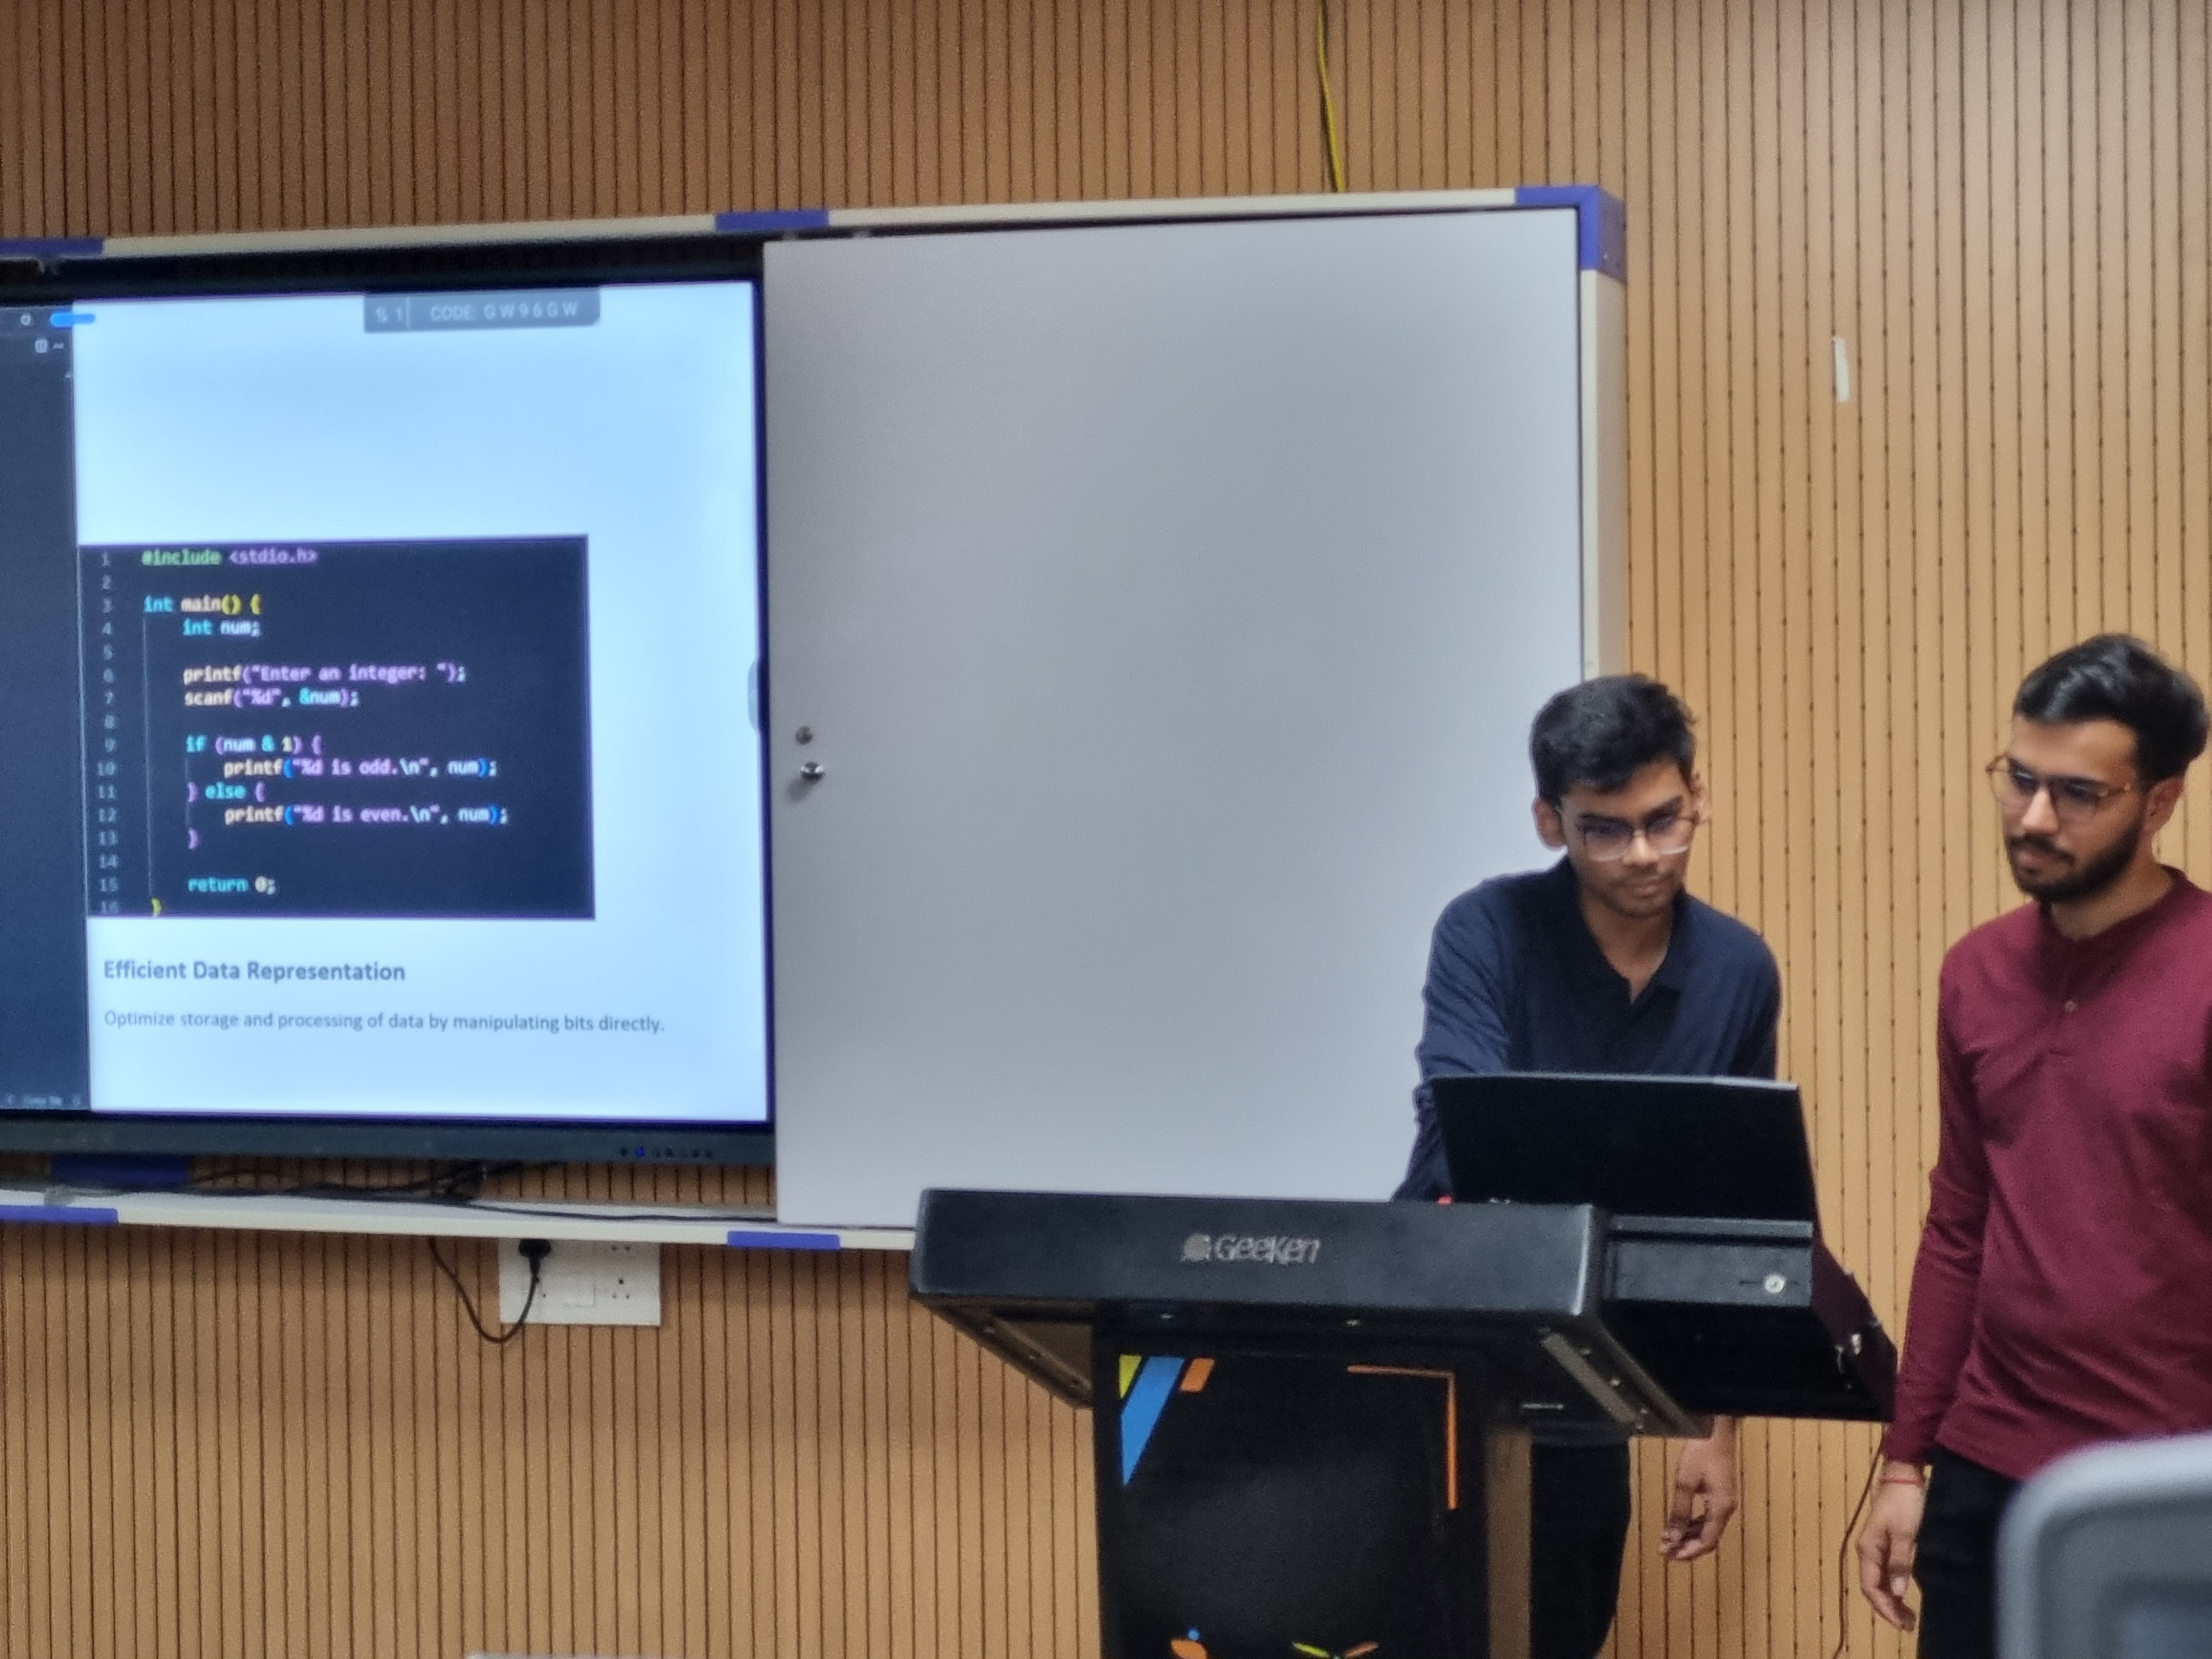 1 CODE: GW96GW
1 #include <stdio.h>
2
3 int main() {
4 int num;
5
6 printf("Enter an integer: ");
7 scanf("%d", &num);
8
9 if (num & 1) {
10 printf("%d is odd.\n", num);
11 } else {
12 printf("%d is even.\n", num);
13 }
14
15 return 0;
16 }
Efficient Data Representation
Optimize storage and processing of data by manipulating bits directly.
GeeKen